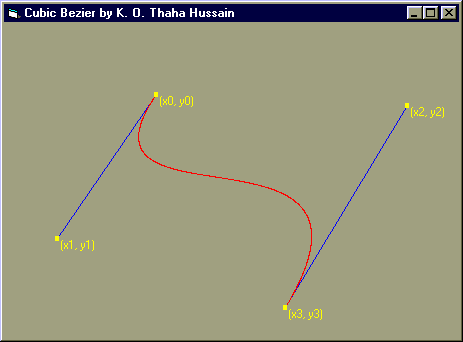 Cubic Bezier by K. O. Thaha Hussain
(x0, y0)
(x2, y2)
(x1, y1)
(x3, y3)